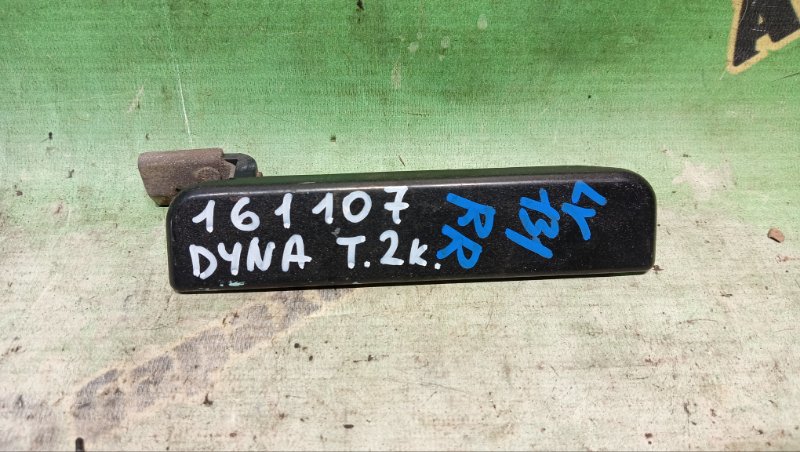 161107
DYNA T.2K.
RR
LY
131